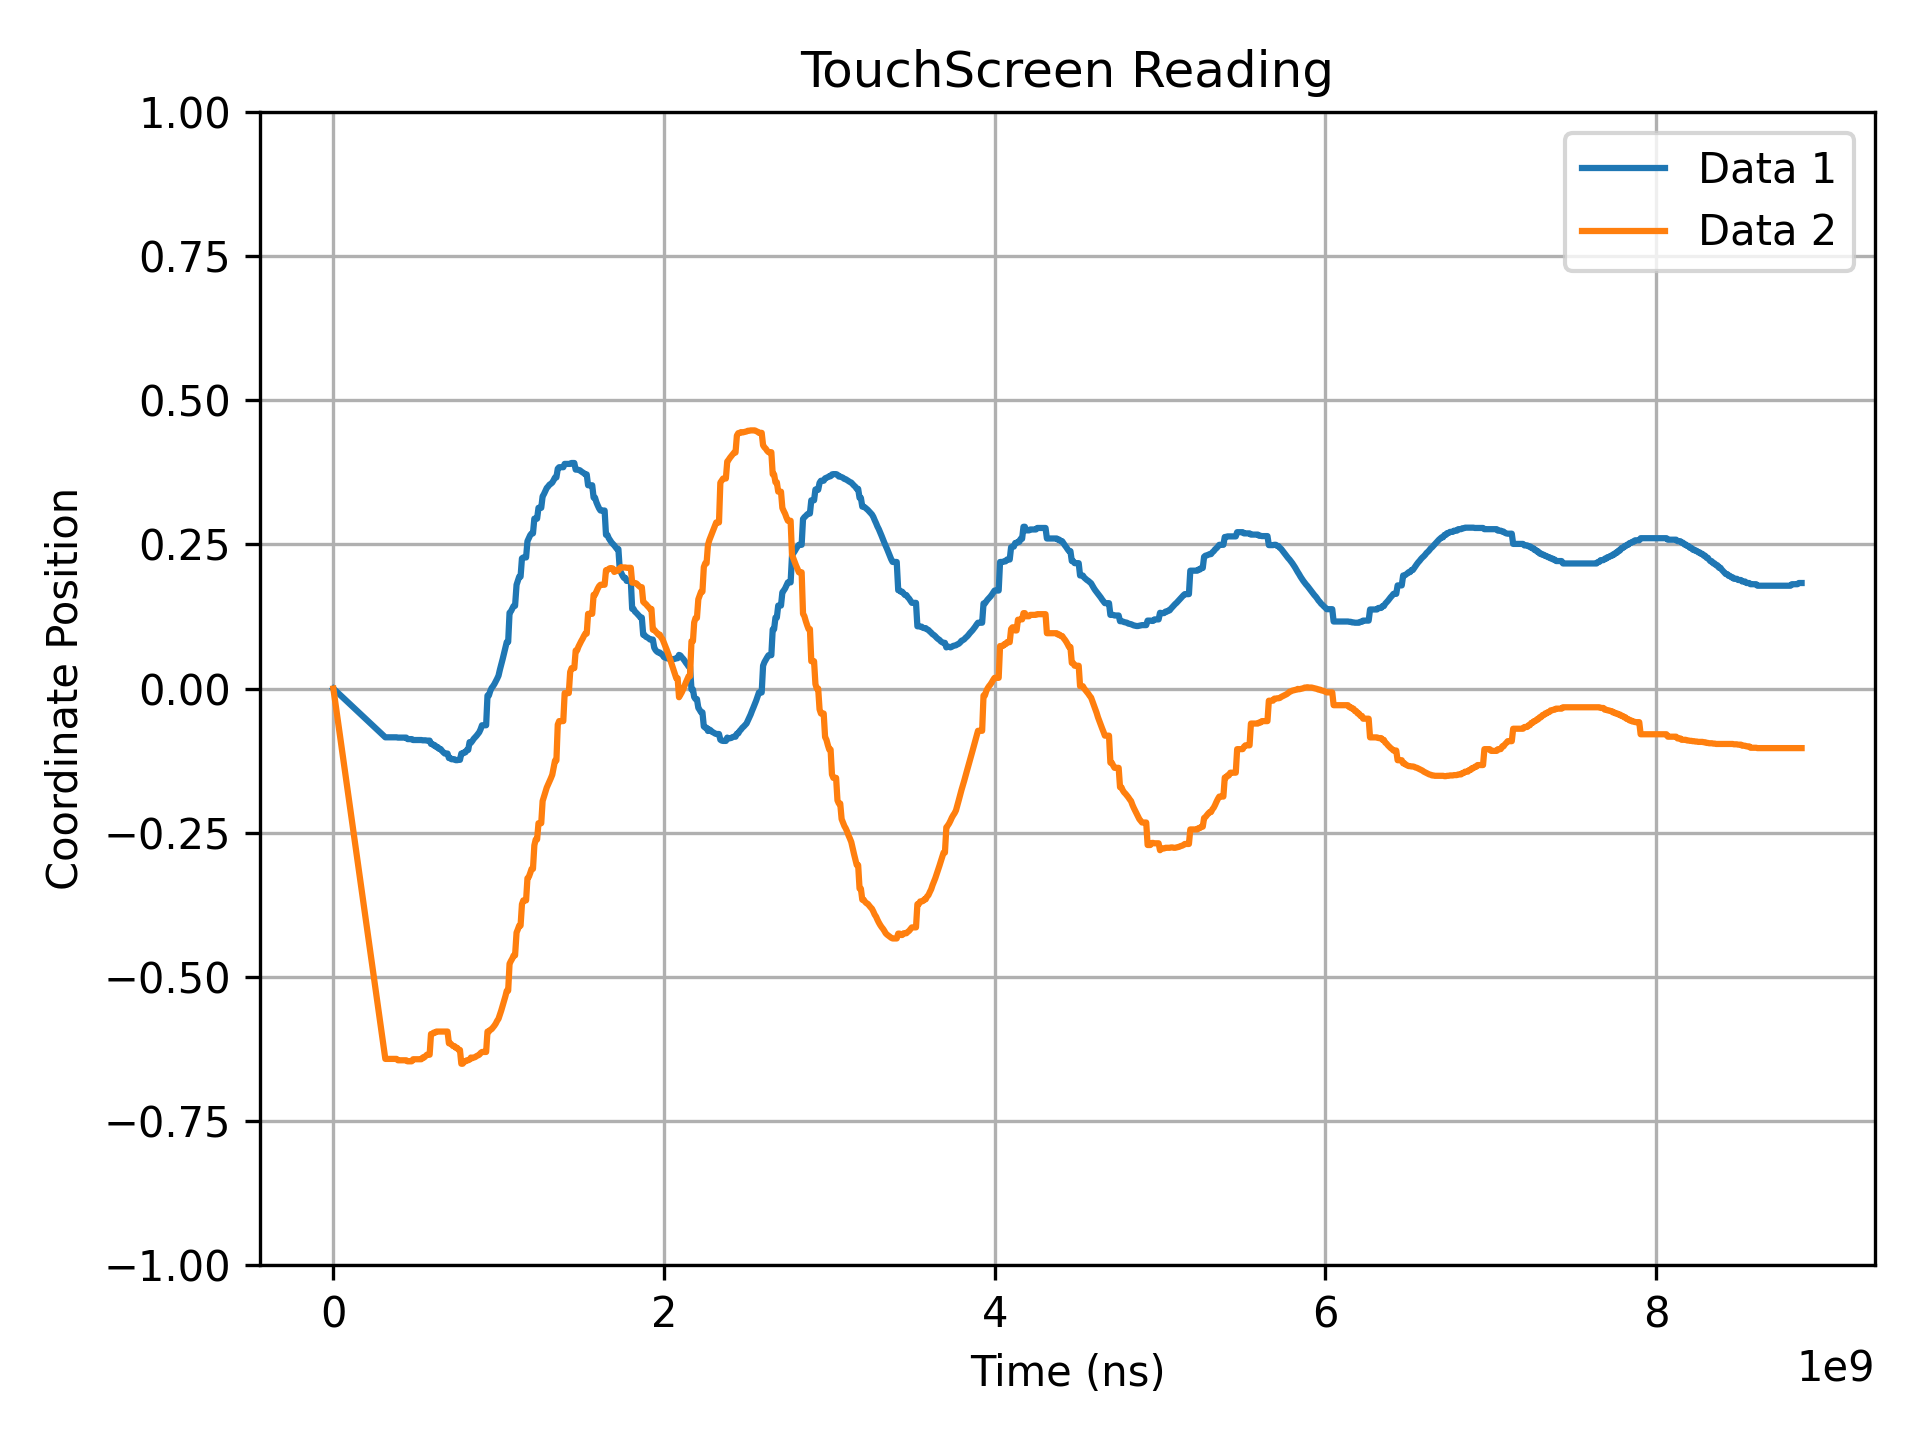 TouchScreen Reading
Data 1
Data 2
Coordinate Position
1.00
0.75
0.50
0.25
0.00
−0.25
−0.50
−0.75
−1.00
0 2 4 6 8
1e9
Time (ns)